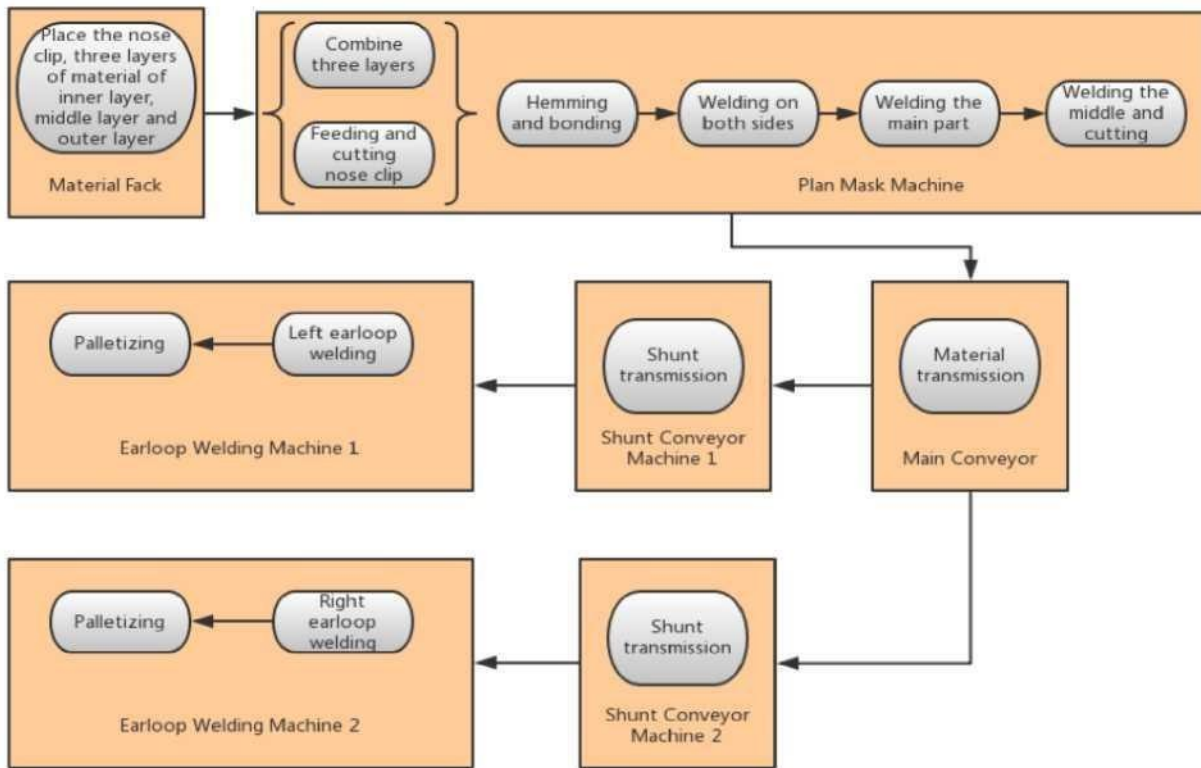 Place the nose
clip, three layers
of material of
inner layer,
middle layer and
outer layer
Material Fack
Combine
three layers
Feeding and
cutting
nose clip
Hemming
and bonding
Welding on
both sides
Welding the
main part
Welding the
middle and
cutting
Plan Mask Machine
Palletizing
Left earloop
welding
Earloop Welding Machine 1
Shunt
transmission
Shunt Conveyor
Machine 1
Material
transmission
Main Conveyor
Palletizing
Right
earloop
welding
Earloop Welding Machine 2
Shunt
transmission
Shunt Conveyor
Machine 2